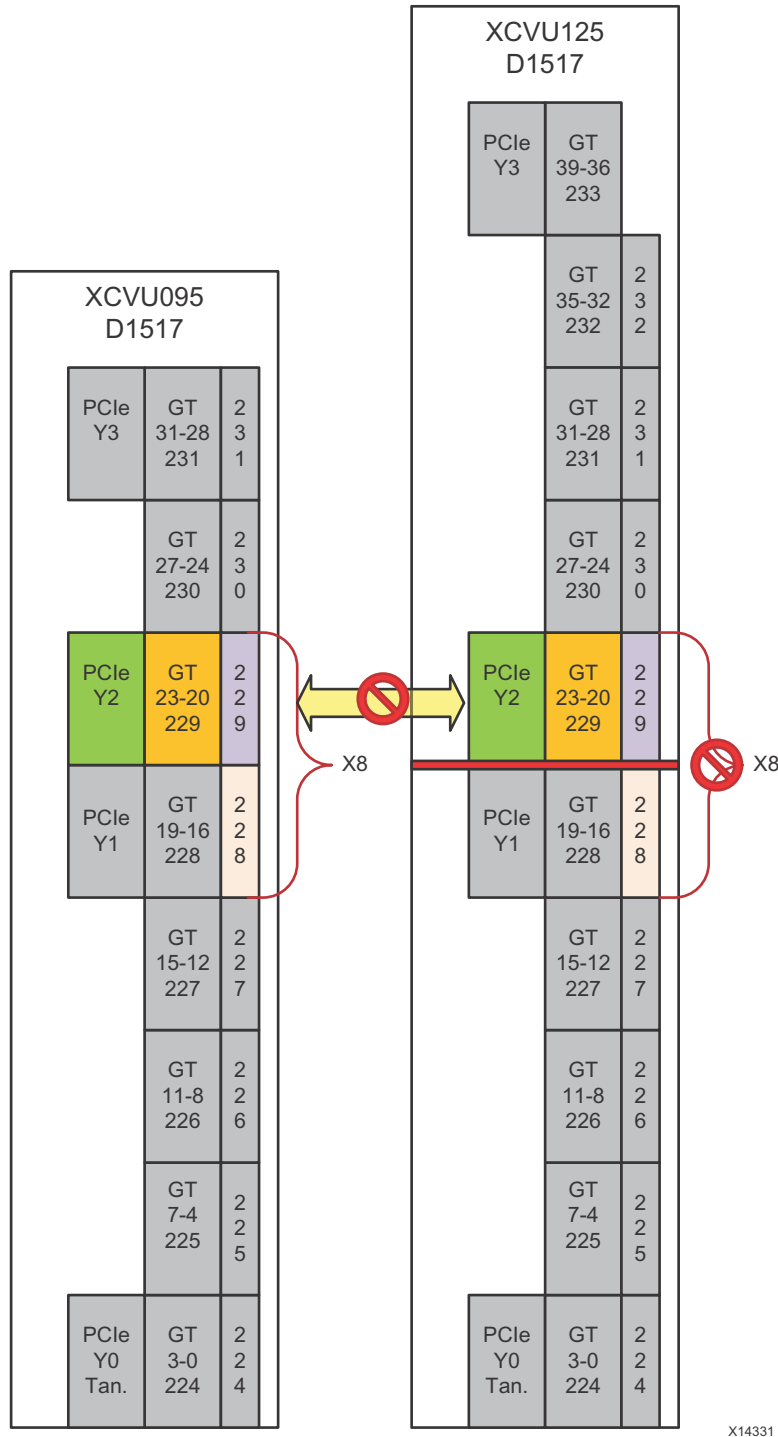 XCVU095
D1517
PCIe
Y3
GT
31-28
231
2
3
1
GT
27-24
230
2
3
0
PCIe
Y2
GT
23-20
229
2
2
9
PCIe
Y1
GT
19-16
228
2
2
8
X8
GT
15-12
227
2
2
7
GT
11-8
226
2
2
6
GT
7-4
225
2
2
5
PCIe
Y0
Tan.
GT
3-0
224
2
2
4
XCVU125
D1517
PCIe
Y3
GT
39-36
233
GT
35-32
232
2
3
2
GT
31-28
231
2
3
1
GT
27-24
230
2
3
0
PCIe
Y2
GT
23-20
229
2
2
9
X8
PCIe
Y1
GT
19-16
228
2
2
8
GT
15-12
227
2
2
7
GT
11-8
226
2
2
6
GT
7-4
225
2
2
5
PCIe
Y0
Tan.
GT
3-0
224
2
2
4
X14331